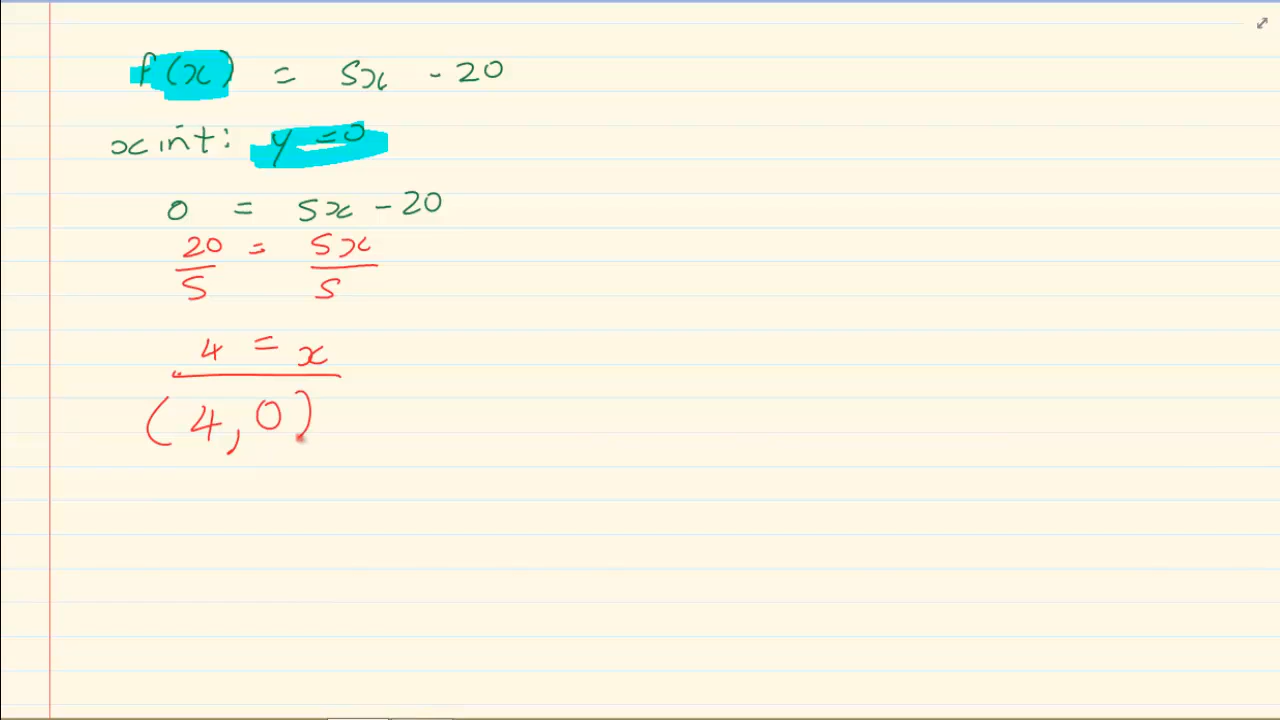 f(x) = 5x - 20
x int: y = 0
0 = 5x - 20
20 = 5x
5 5
4 = x
(4, 0)